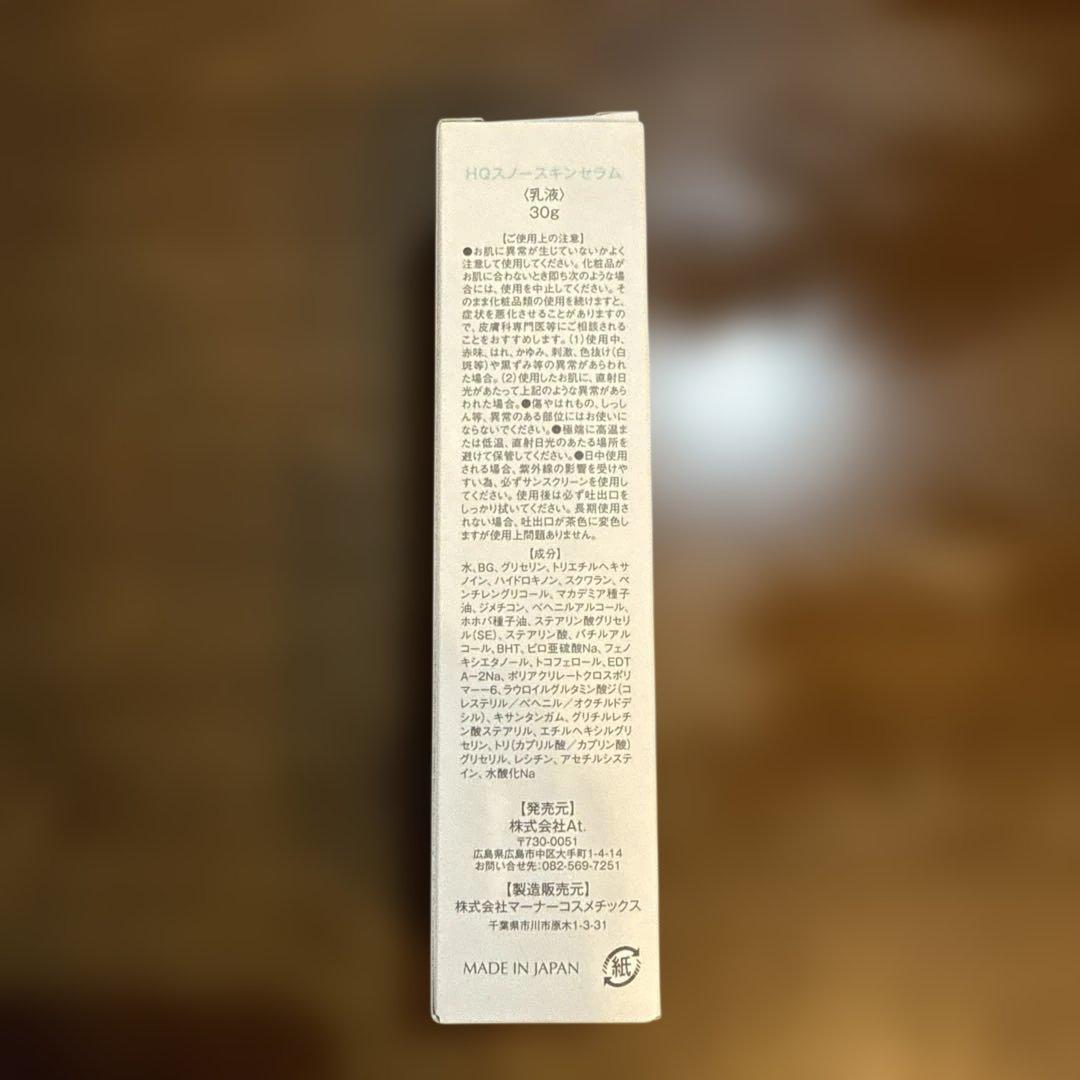 HQスノースキンセラム
〈乳液〉
30g
【ご使用上の注意】
●お肌に異常が生じていないかよく
注意して使用してください。化粧品が
お肌に合わないとき即ち次のような場
合には、使用を中止してください。そ
のまま化粧品類の使用を続けますと、
症状を悪化させることがありますの
で、皮膚科専門医等にご相談される
ことをおすすめします。(1)使用中、
赤味、はれ、かゆみ、刺激、色抜け(白
斑等)や黒ずみ等の異常があらわれ
た場合。(2)使用したお肌に、直射日
光があたって上記のような異常があら
われた場合。●傷やはれもの、しっし
ん等、異常のある部位にはお使いに
ならないでください。●極端に高温ま
たは低温、直射日光のあたる場所を
避けて保管してください。●日中使用
される場合、紫外線の影響を受けや
すい為、必ずサンスクリーンを使用し
てください。使用後は必ず吐出口を
しっかり拭いてください。長期使用さ
れない場合、吐出口が茶色に変色し
ますが使用上問題ありません。
【成分】
水、BG、グリセリン、トリエチルヘキサ
ノイン、ハイドロキノン、スクワラン、ペ
ンチレングリコール、マカデミア種子
油、ジメチコン、ベヘニルアルコール、
ホホバ種子油、ステアリン酸グリセリ
ル(SE)、ステアリン酸、バチルアル
コール、BHT、ピロ亜硫酸Na、フェノ
キシエタノール、トコフェロール、EDT
A−2Na、ポリアクリレートクロスポリ
マー−6、ラウロイルグルタミン酸ジ(コ
レステリル／ベヘニル／オクチルドデ
シル)、キサンタンガム、グリチルレチ
ン酸ステアリル、エチルヘキシルグリ
セリン、トリ(カプリル酸／カプリン酸)
グリセリル、レシチン、アセチルシステ
イン、水酸化Na
【発売元】
株式会社At.
〒730-0051
広島県広島市中区大手町1-4-14
お問い合せ先：082-569-7251
【製造販売元】
株式会社マーナーコスメチックス
千葉県市川市原木1-3-31
MADE IN JAPAN
紙